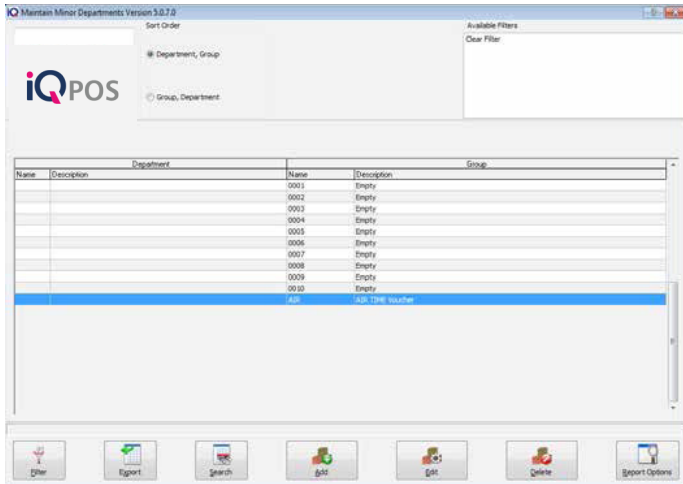 Maintain Minor Departments Version 5.0.7.0
Sort Order
Available Filters
Department, Group
Clear Filter
iQPOS
Group, Department
Department Group
Name Description Name Description
0001 Empty
0002 Empty
0003 Empty
0004 Empty
0005 Empty
0006 Empty
0007 Empty
0008 Empty
0009 Empty
0010 Empty
AIR AIR TIME Voucher
Filter Export Search Add Edit Delete Report Options